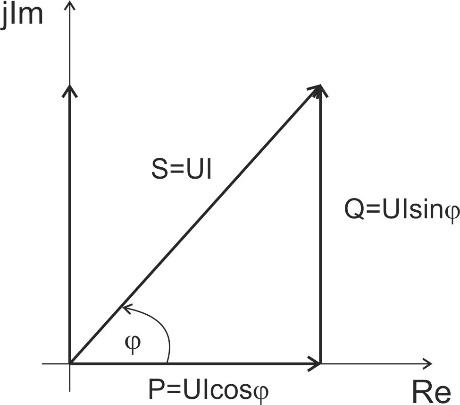 jIm
S=UI
Q=UIsinφ
φ
P=UIcosφ
Re